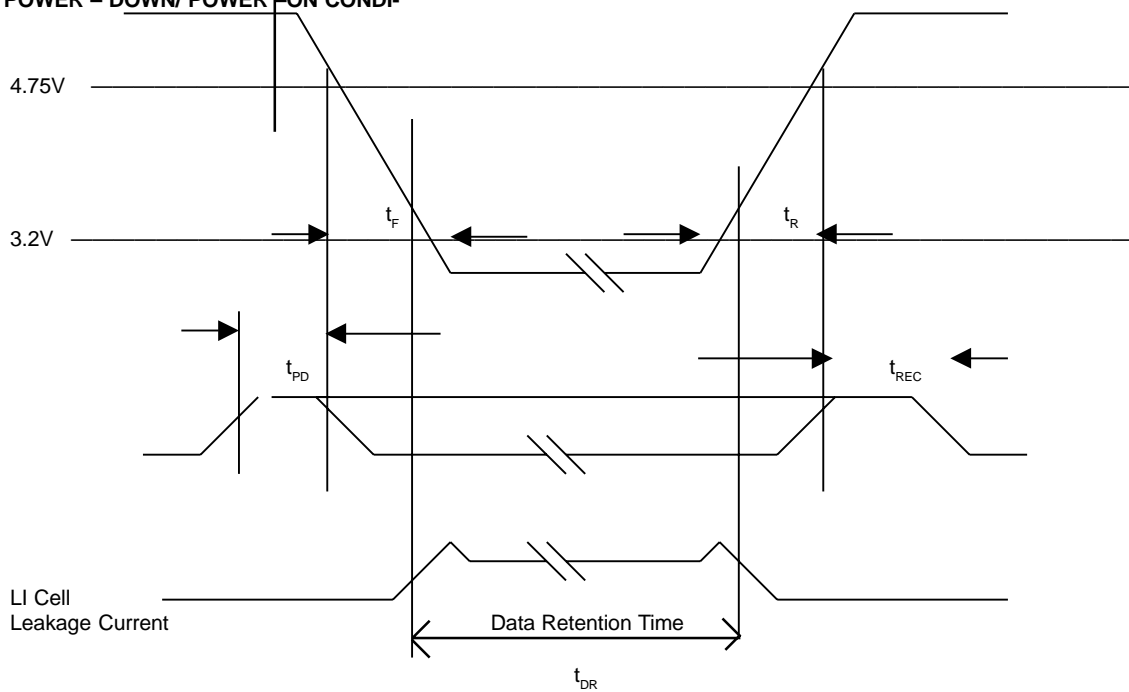 POWER – DOWN/ POWER –ON CONDI-
4.75V
tF
tR
3.2V
tPD
tREC
LI Cell
Leakage Current
Data Retention Time
tDR